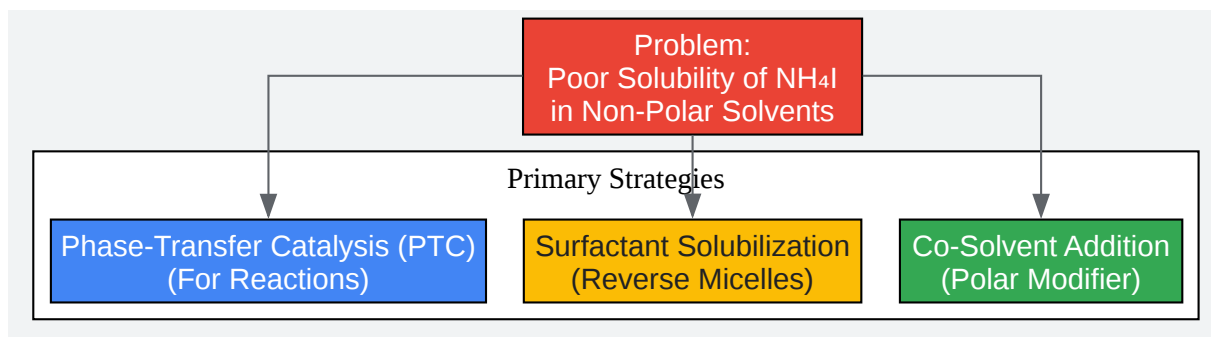 Problem:
Poor Solubility of NH₄I
in Non-Polar Solvents
Primary Strategies
Phase-Transfer Catalysis (PTC)
(For Reactions)
Surfactant Solubilization
(Reverse Micelles)
Co-Solvent Addition
(Polar Modifier)